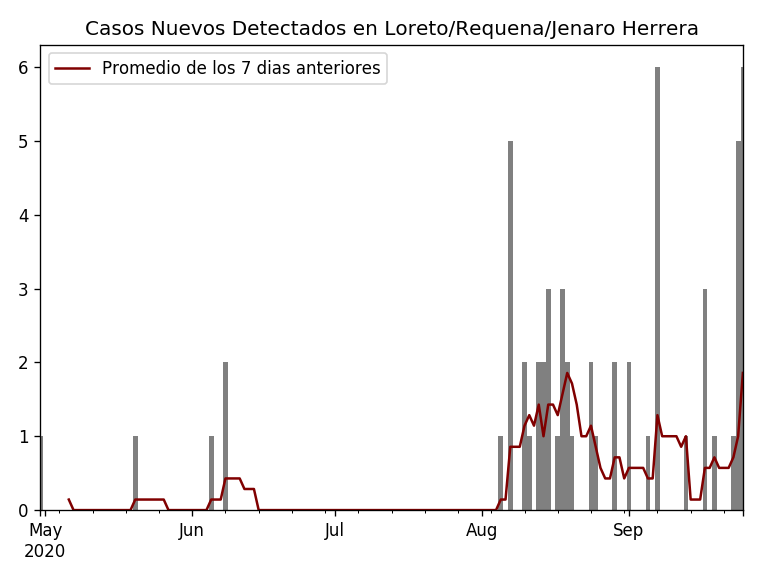 Casos Nuevos Detectados en Loreto/Requena/Jenaro Herrera
Promedio de los 7 dias anteriores
6
5
4
3
2
1
0
May Jun Jul Aug Sep
2020